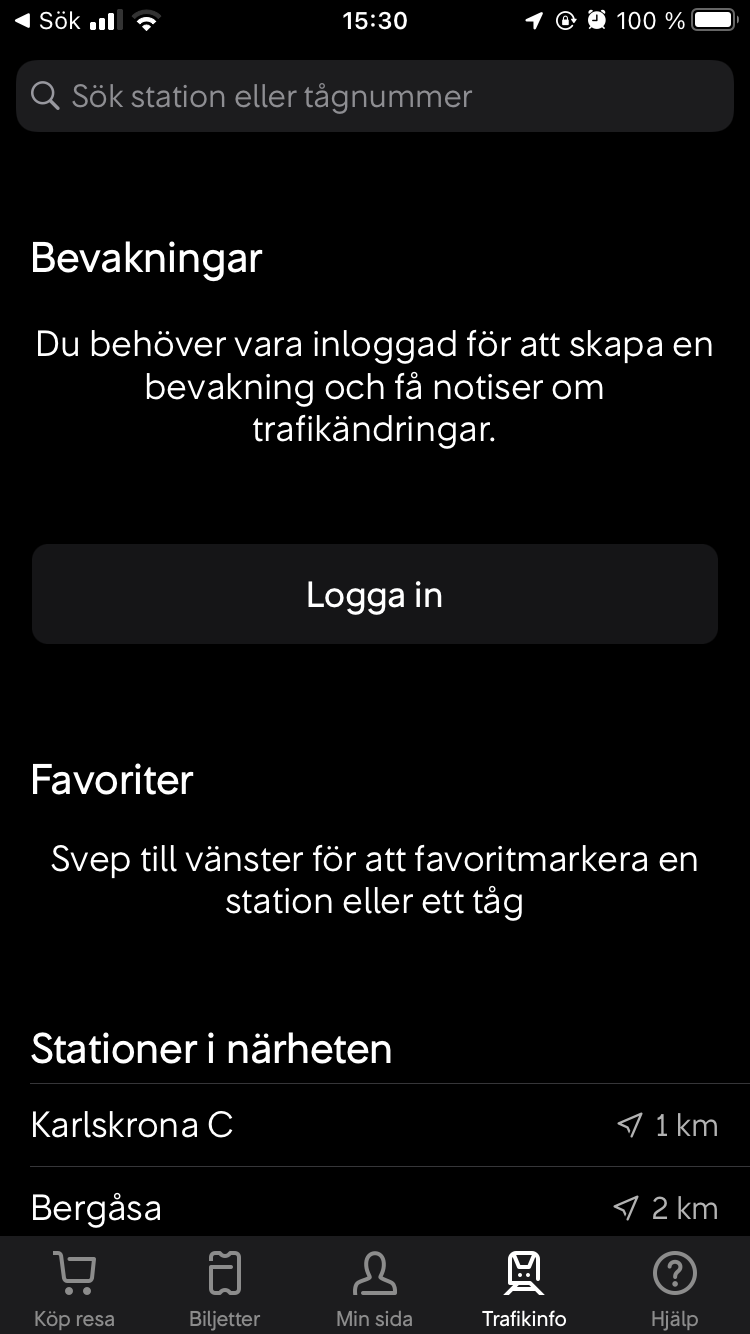 Sök 15:30 100 %
Sök station eller tågnummer
Bevakningar
Du behöver vara inloggad för att skapa en
bevakning och få notiser om
trafikändringar.
Logga in
Favoriter
Svep till vänster för att favoritmarkera en
station eller ett tåg
Stationer i närheten
Karlskrona C 1 km
Bergåsa 2 km
Köp resa Biljetter Min sida Trafikinfo Hjälp